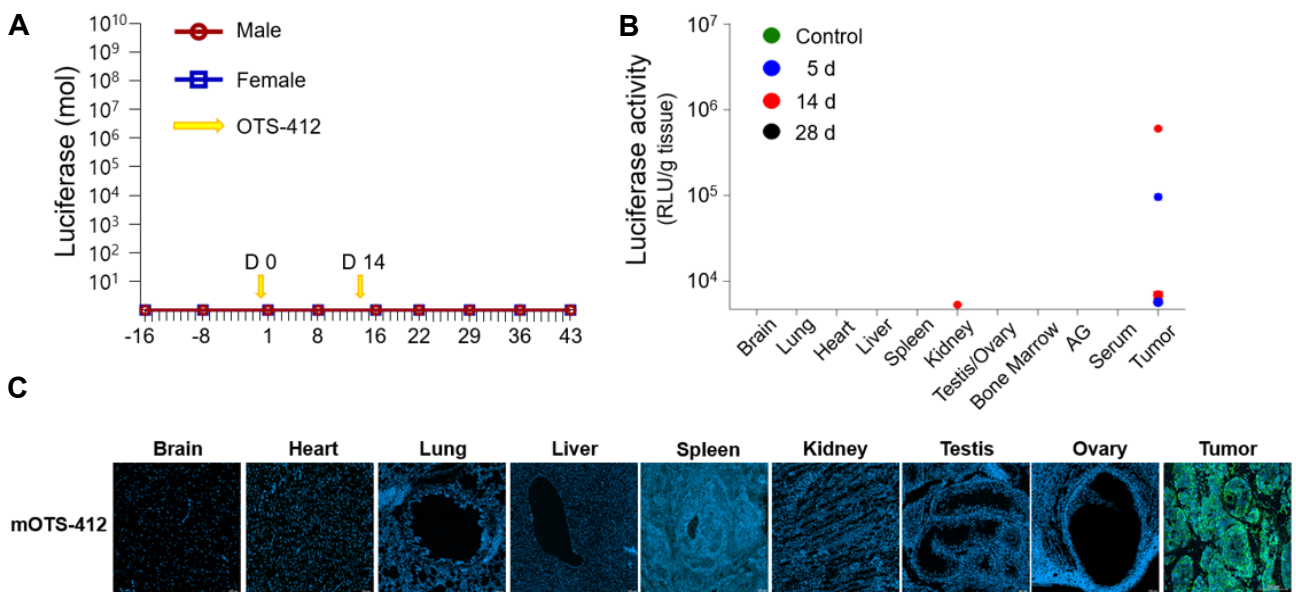 A
Luciferase (mol)
10^10
10^9
10^8
10^7
10^6
10^5
10^4
10^3
10^2
10^1
Male
Female
OTS-412
D 0
D 14
-16 -8 1 8 16 22 29 36 43
B
Luciferase activity
(RLU/g tissue)
10^7
10^6
10^5
10^4
Control
5 d
14 d
28 d
Brain
Lung
Heart
Liver
Spleen
Kidney
Testis/Ovary
Bone Marrow
AG
Serum
Tumor
C
Brain Heart Lung Liver Spleen Kidney Testis Ovary Tumor
mOTS-412